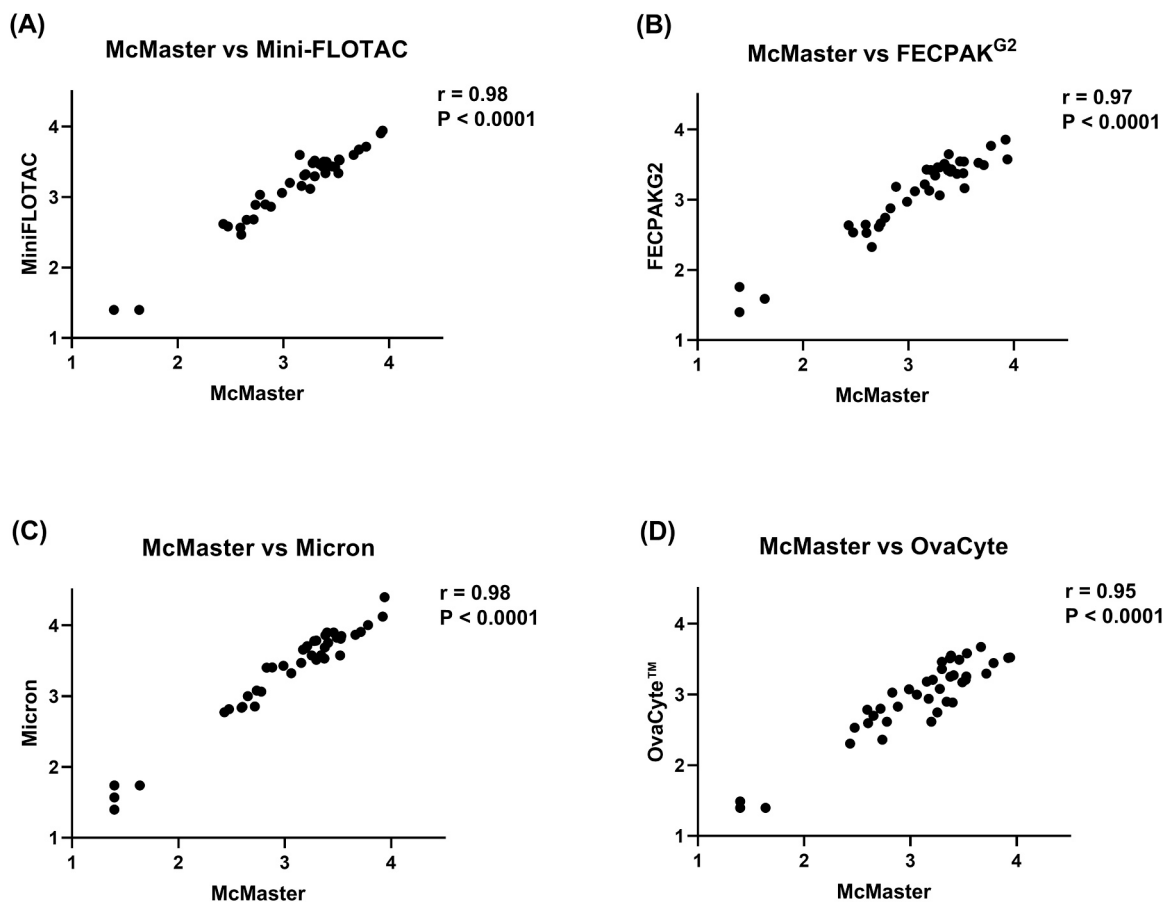 (A)
McMaster vs Mini-FLOTAC
r = 0.98
P < 0.0001
4
3
2
1
MiniFLOTAC
1 2 3 4
McMaster
(B)
McMaster vs FECPAKG2
r = 0.97
P < 0.0001
4
3
2
1
FECPAKG2
1 2 3 4
McMaster
(C)
McMaster vs Micron
r = 0.98
P < 0.0001
4
3
2
1
Micron
1 2 3 4
McMaster
(D)
McMaster vs OvaCyte
r = 0.95
P < 0.0001
4
3
2
1
OvaCyte™
1 2 3 4
McMaster